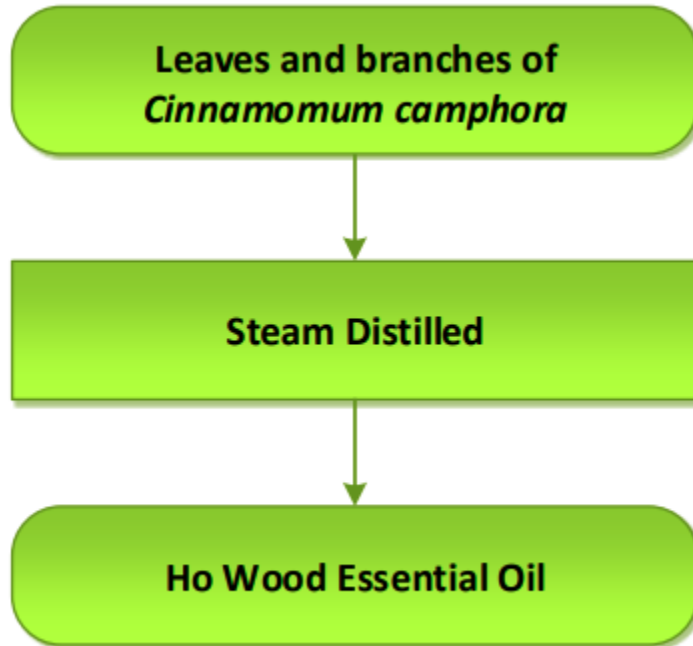 Leaves and branches of
Cinnamomum camphora
Steam Distilled
Ho Wood Essential Oil